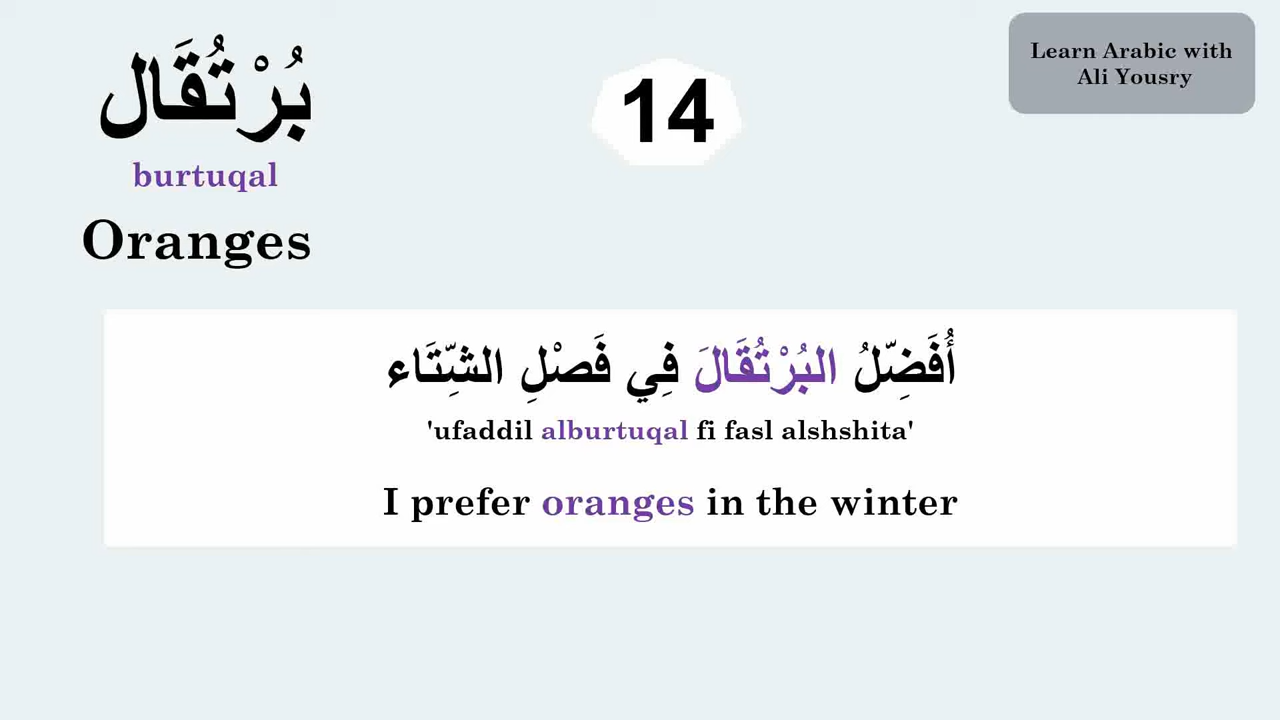 بُرْتُقَال
burtuqal
Oranges
14
Learn Arabic with
Ali Yousry
أُفَضِّلُ البُرْتُقَالَ فِي فَصْلِ الشِّتَاء
'ufaddil alburtuqal fi fasl alshshita'
I prefer oranges in the winter